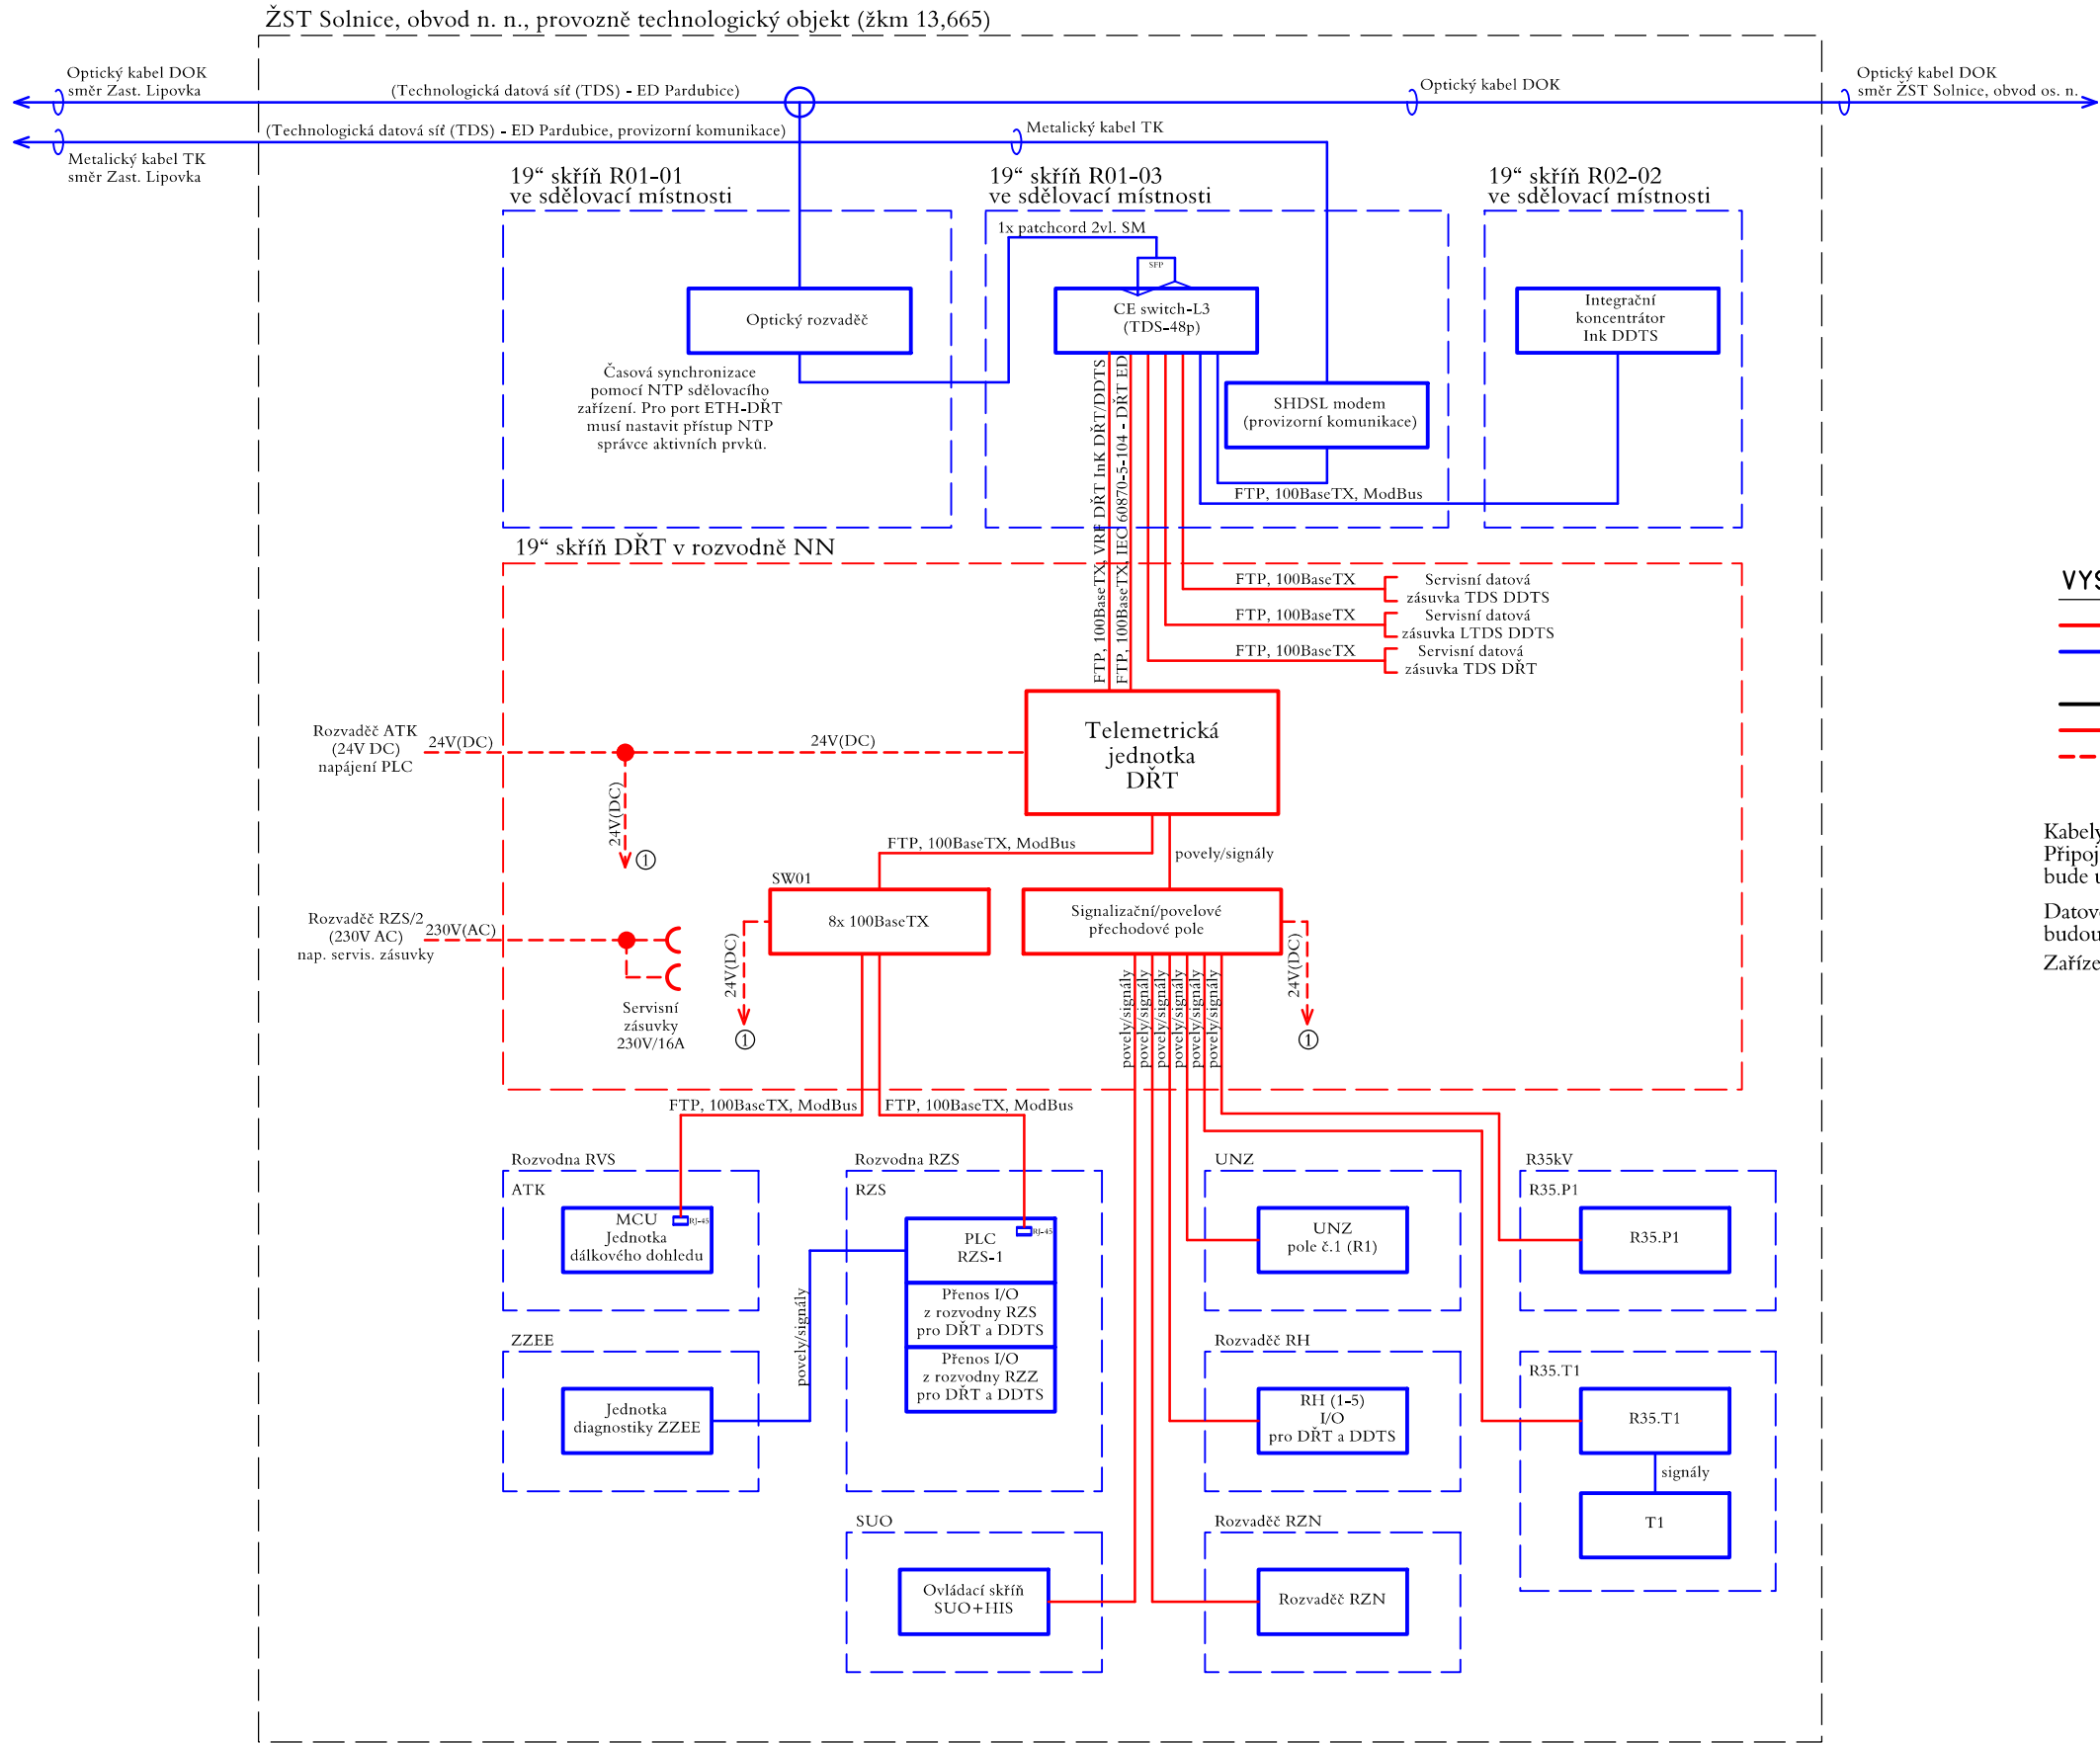 ŽST Solnice, obvod n. n., provozně technologický objekt (žkm 13,665)
Optický kabel DOK
směr Zast. Lipovka
(Technologická datová síť (TDS) - ED Pardubice)
Optický kabel DOK
Optický kabel DOK
směr ŽST Solnice, obvod os. n.
(Technologická datová síť (TDS) - ED Pardubice, provizorní komunikace)
Metalický kabel TK
Metalický kabel TK
směr Zast. Lipovka
19“ skříň R01-01
ve sdělovací místnosti
19“ skříň R01-03
ve sdělovací místnosti
19“ skříň R02-02
ve sdělovací místnosti
1x patchcord 2vl. SM
SFP
Optický rozvaděč
CE switch-L3
(TDS-48p)
Integrační
koncentrátor
Ink DDTS
Časová synchronizace
pomocí NTP sdělovacího
zařízení. Pro port ETH-DŘT
musí nastavit přístup NTP
správce aktivních prvků.
SHDSL modem
(provizorní komunikace)
FTP, 100BaseTX, ModBus
FTP, 100BaseTX, VRF DŘT InK DŘT/DDTS
FTP, 100BaseTX, IEC 60870-5-104 - DŘT ED
19“ skříň DŘT v rozvodně NN
FTP, 100BaseTX
Servisní datová
zásuvka TDS DDTS
FTP, 100BaseTX
Servisní datová
zásuvka LTDS DDTS
FTP, 100BaseTX
Servisní datová
zásuvka TDS DŘT
VYS
Rozvaděč ATK
(24V DC)
napájení PLC
24V(DC)
24V(DC)
24V(DC)
1
Telemetrická
jednotka
DŘT
FTP, 100BaseTX, ModBus
povely/signály
Kabely
Připoj
bude u
Datov
budou
Zaříze
SW01
8x 100BaseTX
Signalizační/povelové
přechodové pole
Rozvaděč RZS/2
(230V AC)
nap. servis. zásuvky
230V(AC)
Servisní
zásuvky
230V/16A
24V(DC)
1
24V(DC)
1
povely/signály
povely/signály
povely/signály
povely/signály
povely/signály
povely/signály
FTP, 100BaseTX, ModBus
FTP, 100BaseTX, ModBus
Rozvodna RVS
ATK
MCU
Jednotka
dálkového dohledu
RJ-45
Rozvodna RZS
RZS
PLC
RZS-1
RJ-45
Přenos I/O
z rozvodny RZS
pro DŘT a DDTS
Přenos I/O
z rozvodny RZZ
pro DŘT a DDTS
UNZ
UNZ
pole č.1 (R1)
R35kV
R35.P1
R35.P1
povely/signály
ZZEE
Jednotka
diagnostiky ZZEE
Rozvaděč RH
RH (1-5)
I/O
pro DŘT a DDTS
R35.T1
R35.T1
signály
T1
SUO
Ovládací skříň
SUO+HIS
Rozvaděč RZN
Rozvaděč RZN